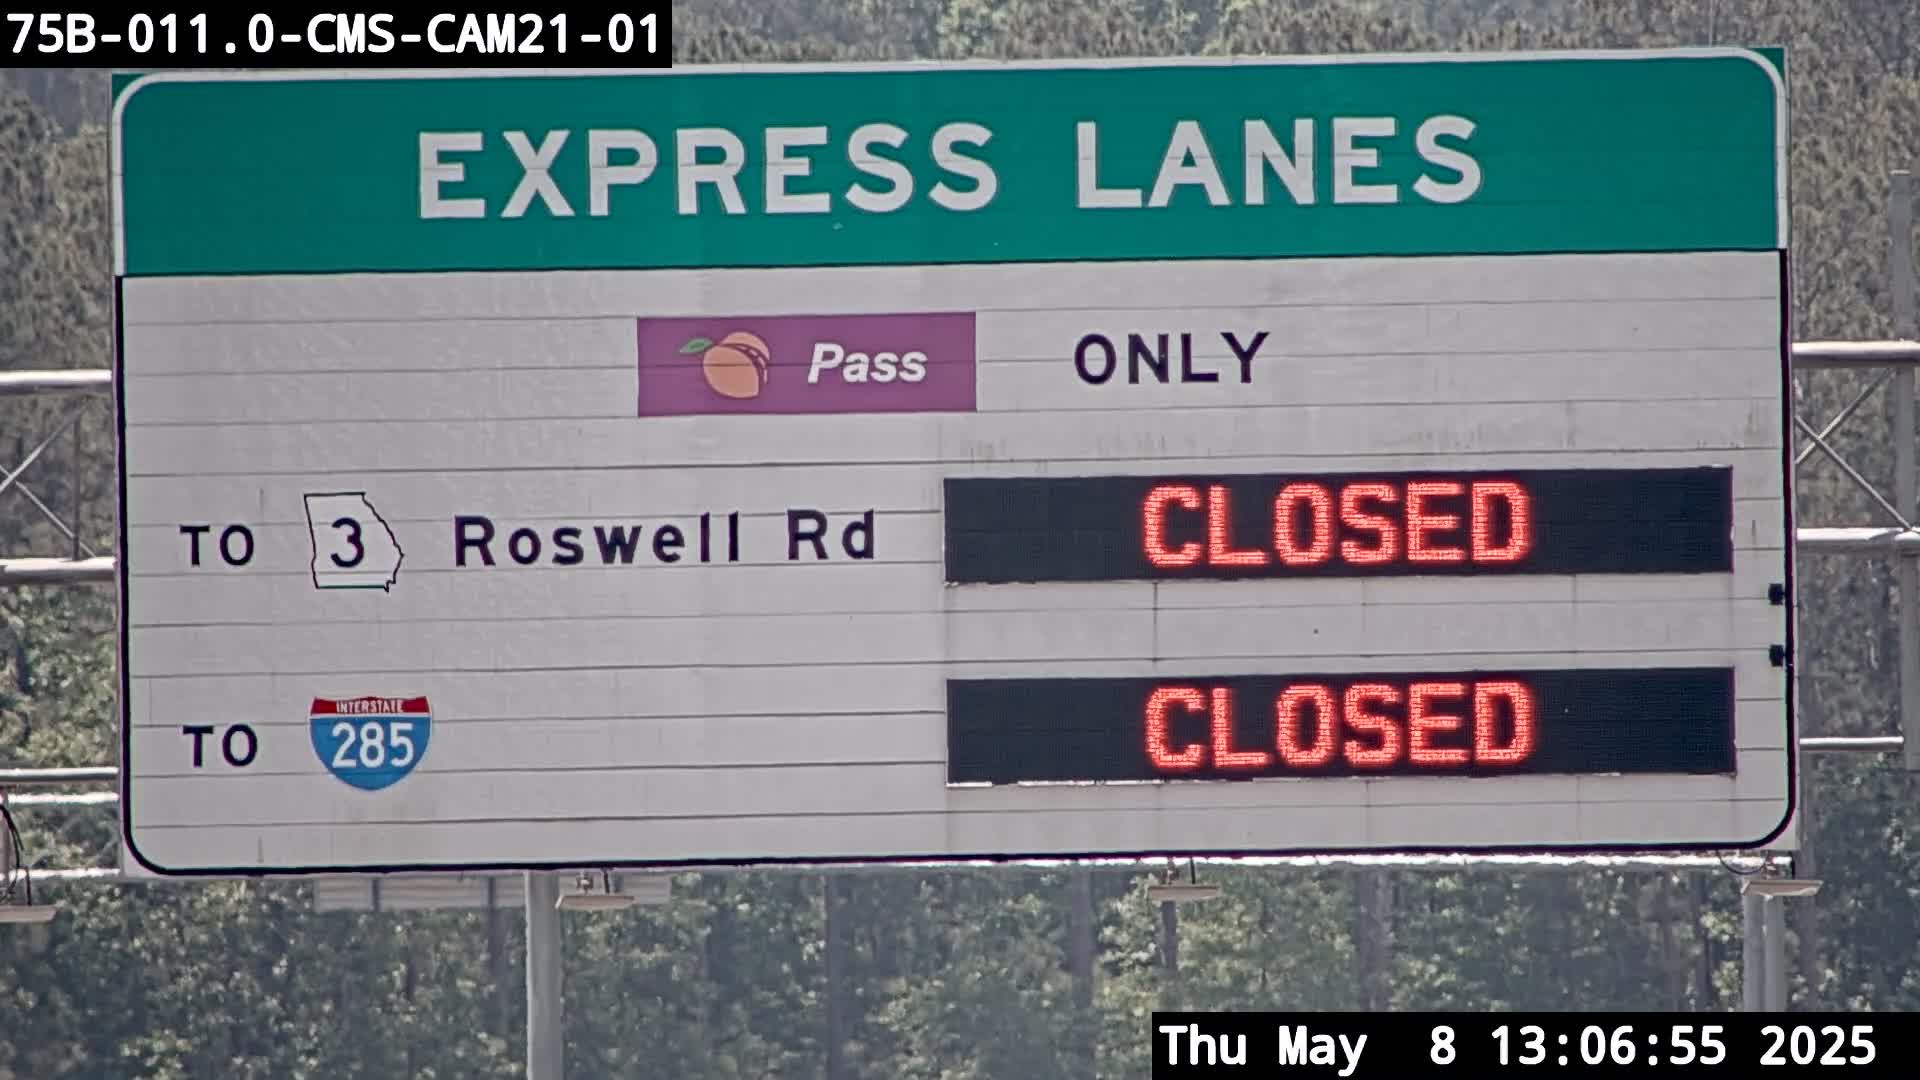 75B-011.0-CMS-CAM21-01
EXPRESS LANES
Pass ONLY
TO 3 Roswell Rd CLOSED
TO INTERSTATE 285 CLOSED
Thu May 8 13:06:55 2025